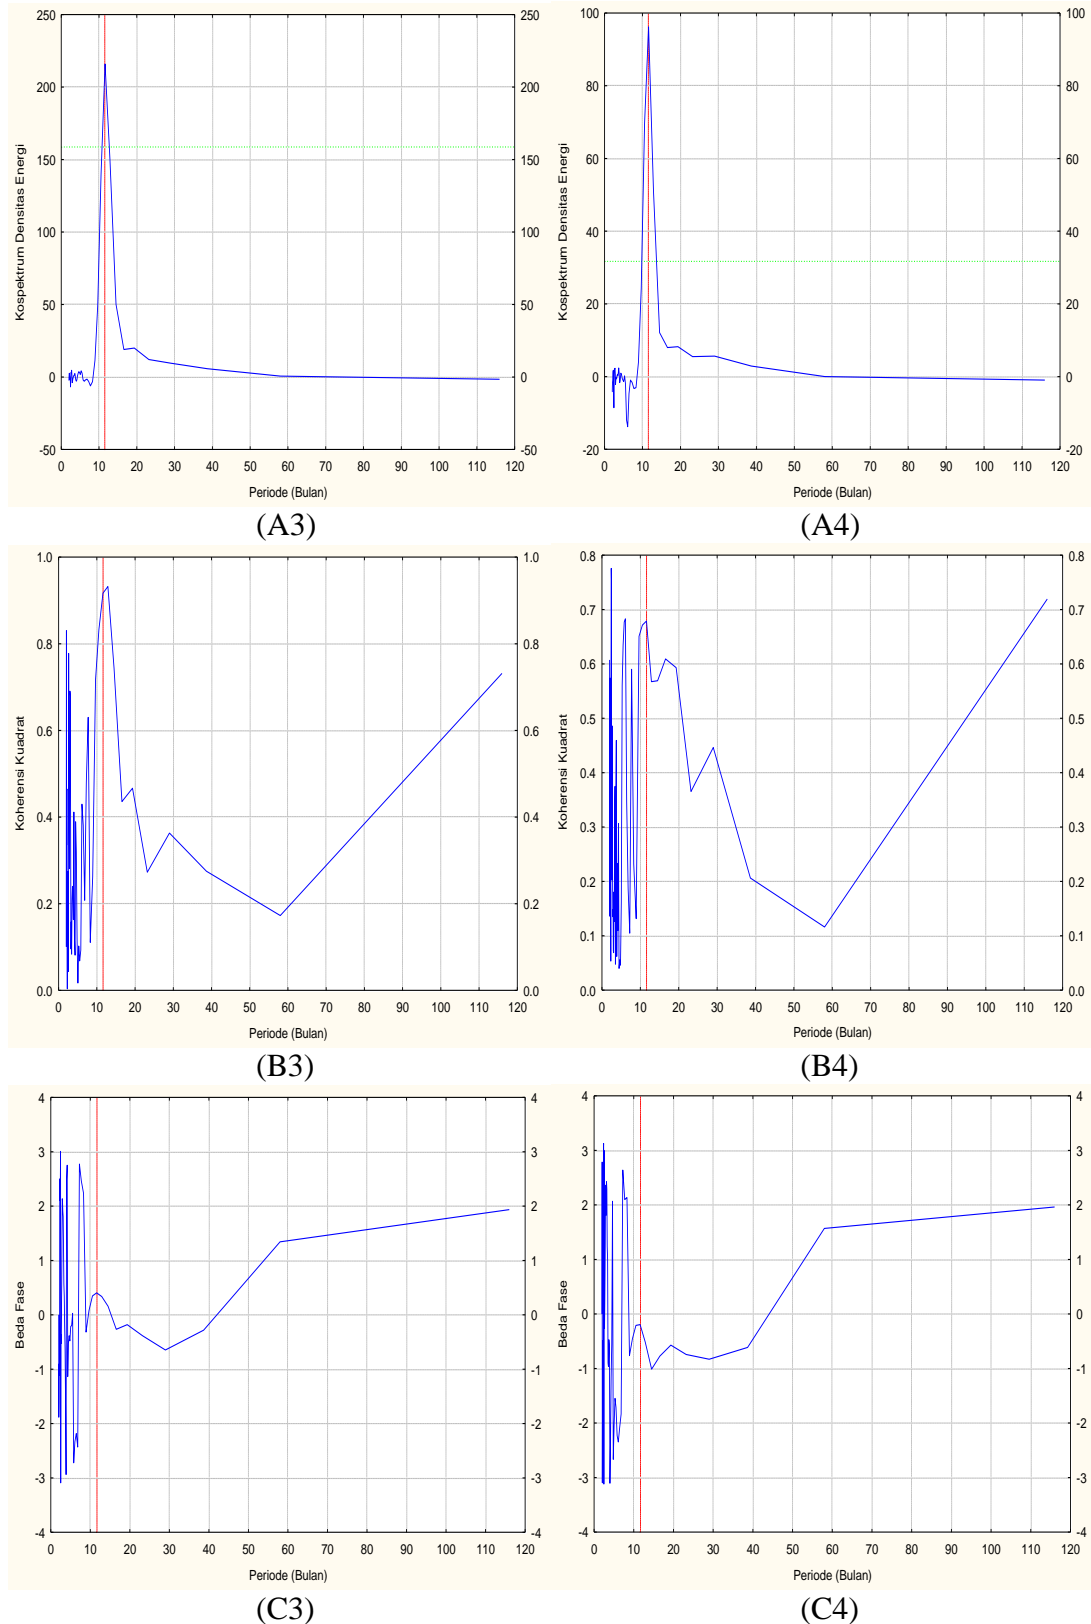 250 250 100 100
200 200 80 80
150 150 60 60
100 100 40 40
50 50 20 20
0 0 0 0
-50 -50 -20 -20
Kospektrum Densitas Energi
Kospektrum Densitas Energi
0 10 20 30 40 50 60 70 80 90 100 110 120
0 10 20 30 40 50 60 70 80 90 100 110 120
Periode (Bulan) Periode (Bulan)
(A3) (A4)
1.0 1.0
0.8 0.8
0.6 0.6
0.4 0.4
0.2 0.2
0.0 0.0
Koherensi Kuadrat
0 10 20 30 40 50 60 70 80 90 100 110 120
Periode (Bulan)
(B3)
0.8 0.8
0.7 0.7
0.6 0.6
0.5 0.5
0.4 0.4
0.3 0.3
0.2 0.2
0.1 0.1
0.0 0.0
Koherensi Kuadrat
0 10 20 30 40 50 60 70 80 90 100 110 120
Periode (Bulan)
(B4)
4 4 4 4
3 3 3 3
2 2 2 2
1 1 1 1
0 0 0 0
-1 -1 -1 -1
-2 -2 -2 -2
-3 -3 -3 -3
-4 -4 -4 -4
Beda Fase
Beda Fase
0 10 20 30 40 50 60 70 80 90 100 110 120
0 10 20 30 40 50 60 70 80 90 100 110 120
Periode (Bulan) Periode (Bulan)
(C3) (C4)